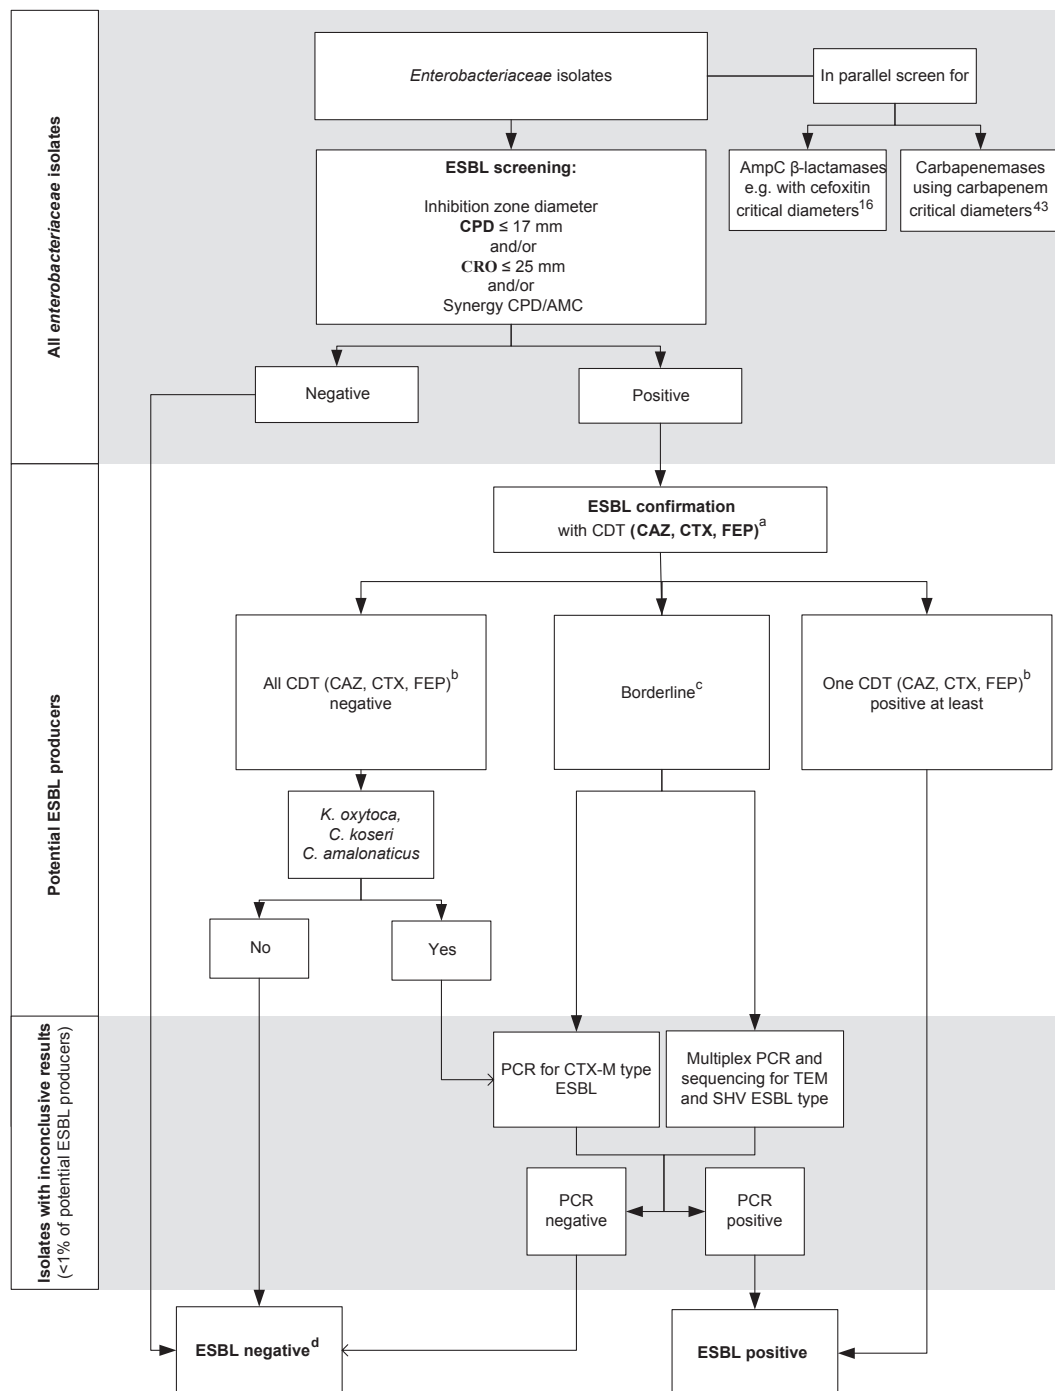 All enterobacteriaceae isolates
Enterobacteriaceae isolates
In parallel screen for
AmpC β-lactamases
e.g. with cefoxitin
critical diameters16
Carbapenemases
using carbapenem
critical diameters43
ESBL screening:
Inhibition zone diameter
CPD ≤ 17 mm
and/or
CRO ≤ 25 mm
and/or
Synergy CPD/AMC
Negative
Positive
Potential ESBL producers
ESBL confirmation
with CDT (CAZ, CTX, FEP)a
All CDT (CAZ, CTX, FEP)b
negative
Borderlinec
One CDT (CAZ, CTX, FEP)b
positive at least
K. oxytoca,
C. koseri
C. amalonaticus
No
Yes
Isolates with inconclusive results
(<1% of potential ESBL producers)
PCR for CTX-M type
ESBL
Multiplex PCR and
sequencing for TEM
and SHV ESBL type
PCR
negative
PCR
positive
ESBL negatived
ESBL positive